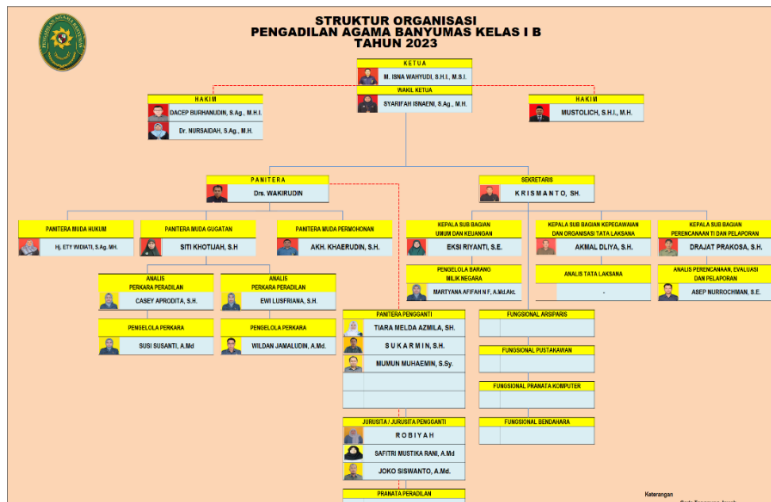 STRUKTUR ORGANISASI
PENGADILAN AGAMA BANYUMAS KELAS I B
TAHUN 2023
KETUA
M. ISNA WAHYUDI, S.H.I., M.S.I.
WAKIL KETUA
SYARIFAH ISNAENI, S.Ag., M.H.
HAKIM
DACEP BURHANUDIN, S.Ag., M.H.I.
Dr. NURSAIDAH, S.Ag., M.H.
HAKIM
MUSTOLICH, S.H.I., M.H.
PANITERA
Drs. WAKIRUDIN
SEKRETARIS
KRISMANTO, SH.
PANITERA MUDA HUKUM
Hj. ETY WIDIATI, S.Ag. MH.
PANITERA MUDA GUGATAN
SITI KHOTIJAH, S.H
PANITERA MUDA PERMOHONAN
AKH. KHAERUDIN, S.H.
KEPALA SUB BAGIAN
UMUM DAN KEUANGAN
EKSI RIYANTI, S.E.
KEPALA SUB BAGIAN KEPEGAWAIAN
DAN ORGANISASI TATA LAKSANA
AKMAL DLIYA, S.H.
KEPALA SUB BAGIAN
PERENCANAAN TI DAN PELAPORAN
DRAJAT PRAKOSA, S.H.
ANALIS
PERKARA PERADILAN
CASEY APRODITA, S.H.
ANALIS
PERKARA PERADILAN
EWI LUSFRIANA, S.H.
PENGELOLA BARANG
MILIK NEGARA
MARTYANA AFIFAH N F, A.Md.Akt.
ANALIS TATA LAKSANA
-
ANALIS PERENCANAAN, EVALUASI
DAN PELAPORAN
ASEP NURROCHMAN, S.E.
PENGELOLA PERKARA
SUSI SUSANTI, A.Md
PENGELOLA PERKARA
WILDAN JAMALUDIN, A.Md.
PANITERA PENGGANTI
TIARA MELDA AZMILA, SH.
SUKARMIN, S.H.
MUMUN MUHAEMIN, S.Sy.
FUNGSIONAL ARSIPARIS
FUNGSIONAL PUSTAKAWAN
FUNGSIONAL PRANATA KOMPUTER
FUNGSIONAL BENDAHARA
JURUSITA / JURUSITA PENGGANTI
ROBIYAH
SAFITRI MUSTIKA RANI, A.Md
JOKO SISWANTO, A.Md.
PRANATA PERADILAN
Keterangan